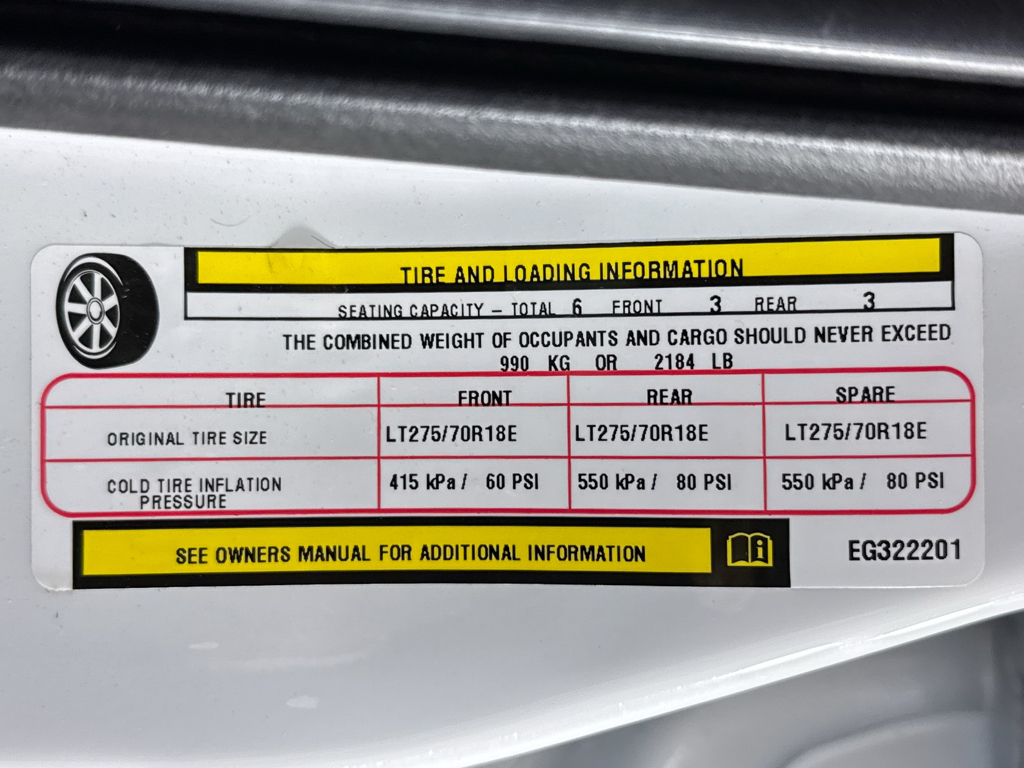 TIRE AND LOADING INFORMATION
SEATING CAPACITY – TOTAL 6 FRONT 3 REAR 3
THE COMBINED WEIGHT OF OCCUPANTS AND CARGO SHOULD NEVER EXCEED
990 KG OR 2184 LB
TIRE FRONT REAR SPARE
ORIGINAL TIRE SIZE LT275/70R18E LT275/70R18E LT275/70R18E
COLD TIRE INFLATION PRESSURE 415 kPa / 60 PSI 550 kPa / 80 PSI 550 kPa / 80 PSI
SEE OWNERS MANUAL FOR ADDITIONAL INFORMATION
EG322201